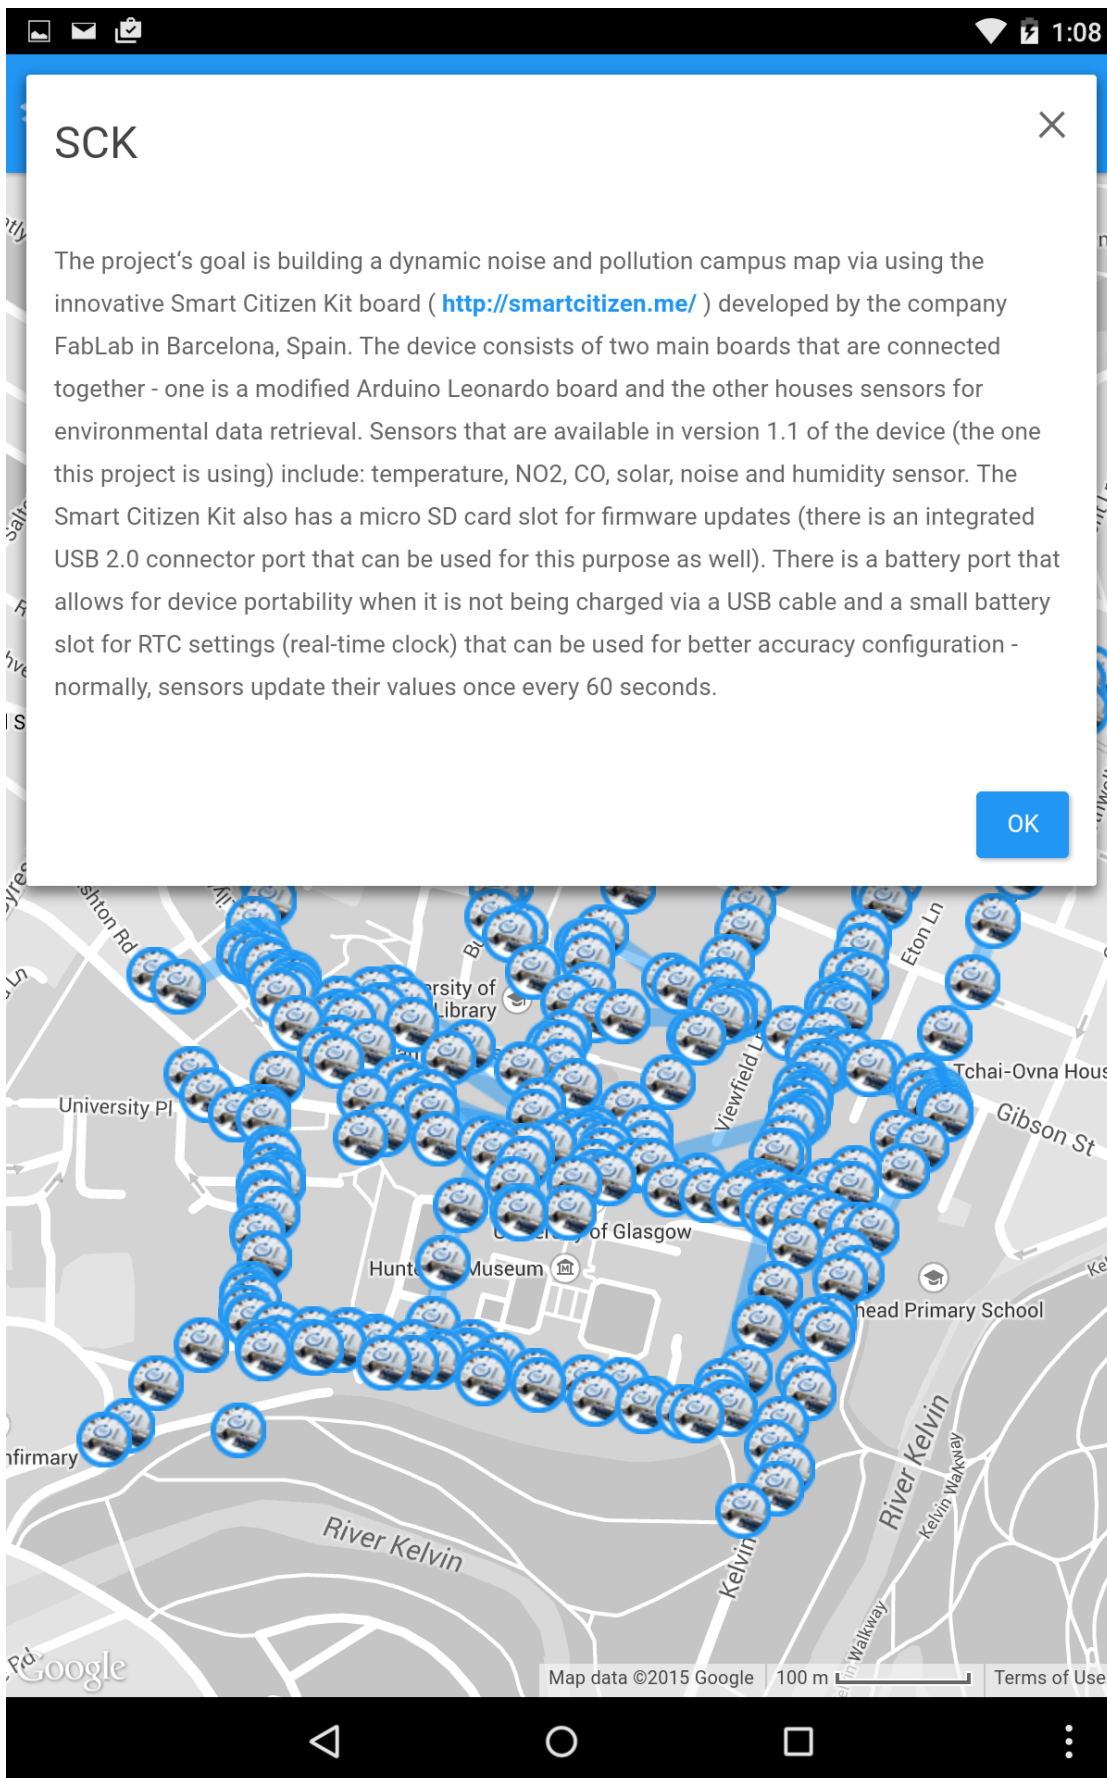 1:08
SCK
The project‘s goal is building a dynamic noise and pollution campus map via using the
innovative Smart Citizen Kit board ( http://smartcitizen.me/ ) developed by the company
FabLab in Barcelona, Spain. The device consists of two main boards that are connected
together - one is a modified Arduino Leonardo board and the other houses sensors for
environmental data retrieval. Sensors that are available in version 1.1 of the device (the one
this project is using) include: temperature, NO2, CO, solar, noise and humidity sensor. The
Smart Citizen Kit also has a micro SD card slot for firmware updates (there is an integrated
USB 2.0 connector port that can be used for this purpose as well). There is a battery port that
allows for device portability when it is not being charged via a USB cable and a small battery
slot for RTC settings (real-time clock) that can be used for better accuracy configuration -
normally, sensors update their values once every 60 seconds.
OK
shton Rd
Eton Ln
ersity of
Library
Viewfield L
Tchai-Ovna Hous
University Pl
Gibson St
of Glasgow
Hunte Museum
head Primary School
nfirmary
River Kelvin
River Kelvin
Kelvin Walkway
Kelvin
Walkway
Rd
Google
Map data ©2015 Google
100 m
Terms of Use